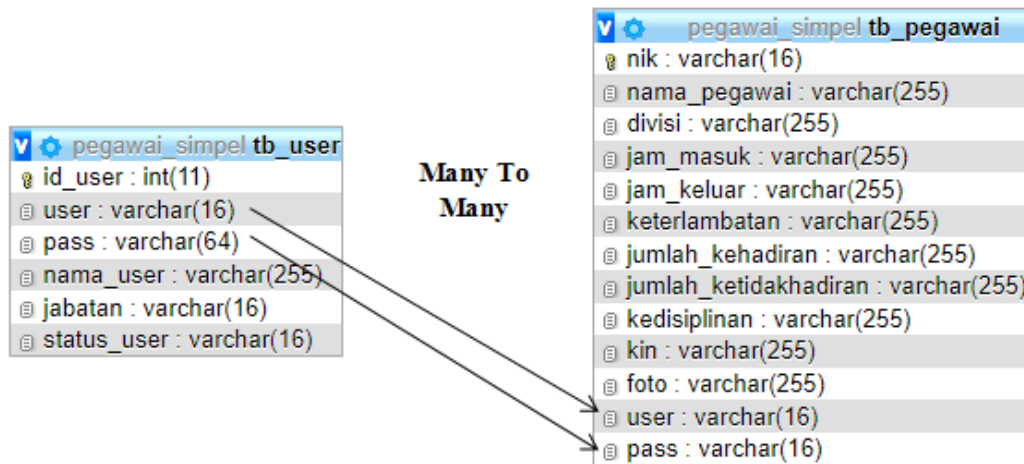 pegawai_simpel tb_user
id_user : int(11)
user : varchar(16)
pass : varchar(64)
nama_user : varchar(255)
jabatan : varchar(16)
status_user : varchar(16)
Many To
Many
pegawai_simpel tb_pegawai
nik : varchar(16)
nama_pegawai : varchar(255)
divisi : varchar(255)
jam_masuk : varchar(255)
jam_keluar : varchar(255)
keterlambatan : varchar(255)
jumlah_kehadiran : varchar(255)
jumlah_ketidakhadiran : varchar(255)
kedisiplinan : varchar(255)
kin : varchar(255)
foto : varchar(255)
user : varchar(16)
pass : varchar(16)